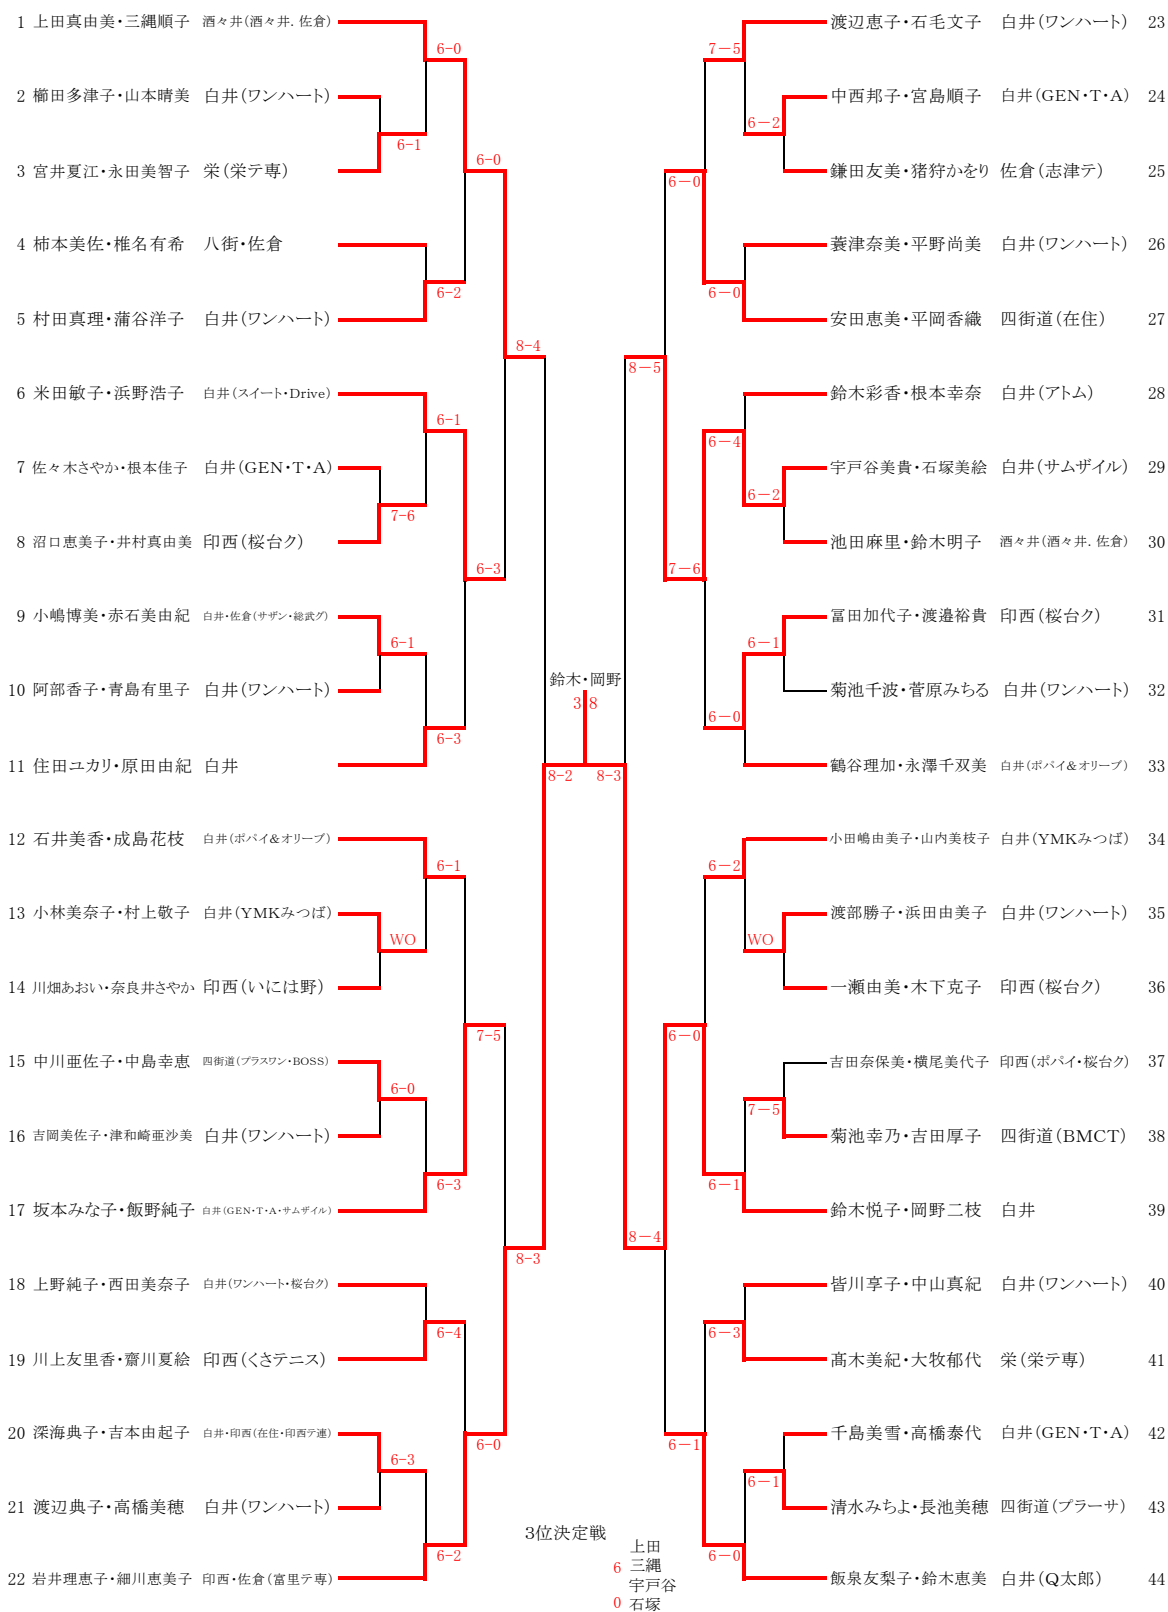 1 上田真由美・三縄順子 酒々井(酒々井. 佐倉)
6-0
2 櫛田多津子・山本晴美 白井(ワンハート)
6-1
3 宮井夏江・永田美智子 栄(栄テ専)
6-0
4 柿本美佐・椎名有希 八街・佐倉
6-2
5 村田真理・蒲谷洋子 白井(ワンハート)
8-4
6 米田敏子・浜野浩子 白井(スイート・Drive)
6-1
7 佐々木さやか・根本佳子 白井(GEN・T・A)
7-6
8 沼口恵美子・井村真由美 印西(桜台ク)
6-3
9 小嶋博美・赤石美由紀 白井・佐倉(サザン・総武グ)
6-1
10 阿部香子・青島有里子 白井(ワンハート)
6-3
11 住田ユカリ・原田由紀 白井
8-2
12 石井美香・成島花枝 白井(ポパイ&オリーブ)
6-1
13 小林美奈子・村上敬子 白井(YMKみつば)
WO
14 川畑あおい・奈良井さやか 印西(いには野)
7-5
15 中川亜佐子・中島幸恵 四街道(プラスワン・BOSS)
6-0
16 吉岡美佐子・津和崎亜沙美 白井(ワンハート)
6-3
17 坂本みな子・飯野純子 白井(GEN・T・A・サムザイル)
8-3
18 上野純子・西田美奈子 白井(ワンハート・桜台ク)
6-4
19 川上友里香・齋川夏絵 印西(くさテニス)
6-0
20 深海典子・吉本由起子 白井・印西(在住・印西テ連)
6-3
21 渡辺典子・高橋美穂 白井(ワンハート)
6-2
22 岩井理恵子・細川恵美子 印西・佐倉(富里テ専)
鈴木・岡野
3 8
渡辺恵子・石毛文子 白井(ワンハート) 23
7-5
中西邦子・宮島順子 白井(GEN・T・A) 24
6-2
鎌田友美・猪狩かをり 佐倉(志津テ) 25
6-0
蓑津奈美・平野尚美 白井(ワンハート) 26
6-0
安田恵美・平岡香織 四街道(在住) 27
8-5
鈴木彩香・根本幸奈 白井(アトム) 28
6-4
宇戸谷美貴・石塚美絵 白井(サムザイル) 29
6-2
池田麻里・鈴木明子 酒々井(酒々井. 佐倉) 30
7-6
冨田加代子・渡邉裕貴 印西(桜台ク) 31
6-1
菊池千波・菅原みちる 白井(ワンハート) 32
6-0
鶴谷理加・永澤千双美 白井(ポパイ&オリーブ) 33
8-3
小田嶋由美子・山内美枝子 白井(YMKみつば) 34
6-2
渡部勝子・浜田由美子 白井(ワンハート) 35
WO
一瀬由美・木下克子 印西(桜台ク) 36
6-0
吉田奈保美・横尾美代子 印西(ポパイ・桜台ク) 37
7-5
菊池幸乃・吉田厚子 四街道(BMCT) 38
6-1
鈴木悦子・岡野二枝 白井 39
8-4
皆川享子・中山真紀 白井(ワンハート) 40
6-3
髙木美紀・大牧郁代 栄(栄テ専) 41
6-1
千島美雪・高橋泰代 白井(GEN・T・A) 42
6-1
清水みちよ・長池美穂 四街道(プラーサ) 43
6-0
飯泉友梨子・鈴木恵美 白井(Q太郎) 44
3位決定戦
上田
6 三縄
宇戸谷
0 石塚